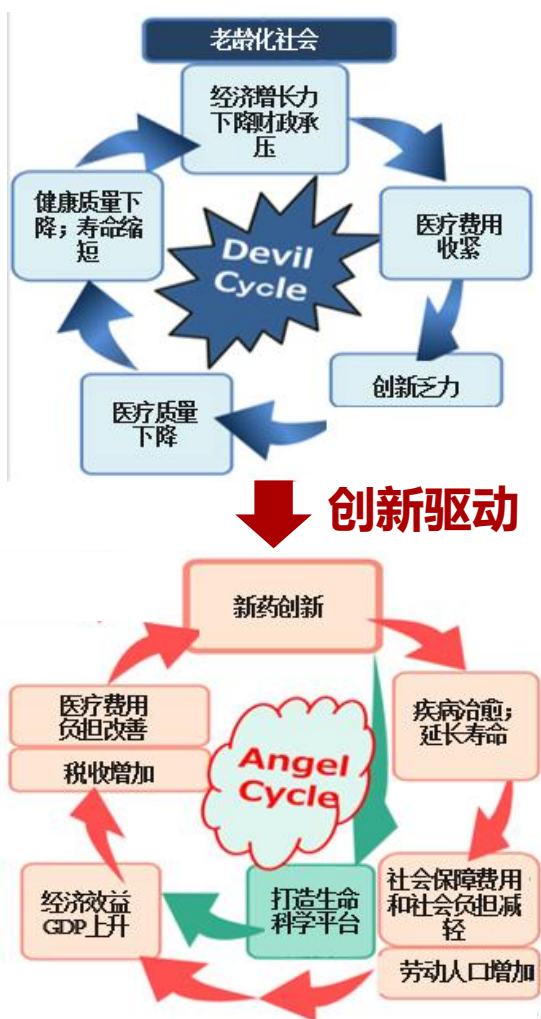 老龄化社会
经济增长力
下降财政承
压
医疗费用
收紧
创新乏力
医疗质量
下降
健康质量下
降；寿命缩
短
Devil
Cycle
创新驱动
新药创新
疾病治愈；
延长寿命
社会保障费用
和社会负担减
轻
劳动人口增加
打造生命
科学平台
经济效益
GDP上升
税收增加
医疗费用
负担改善
Angel
Cycle